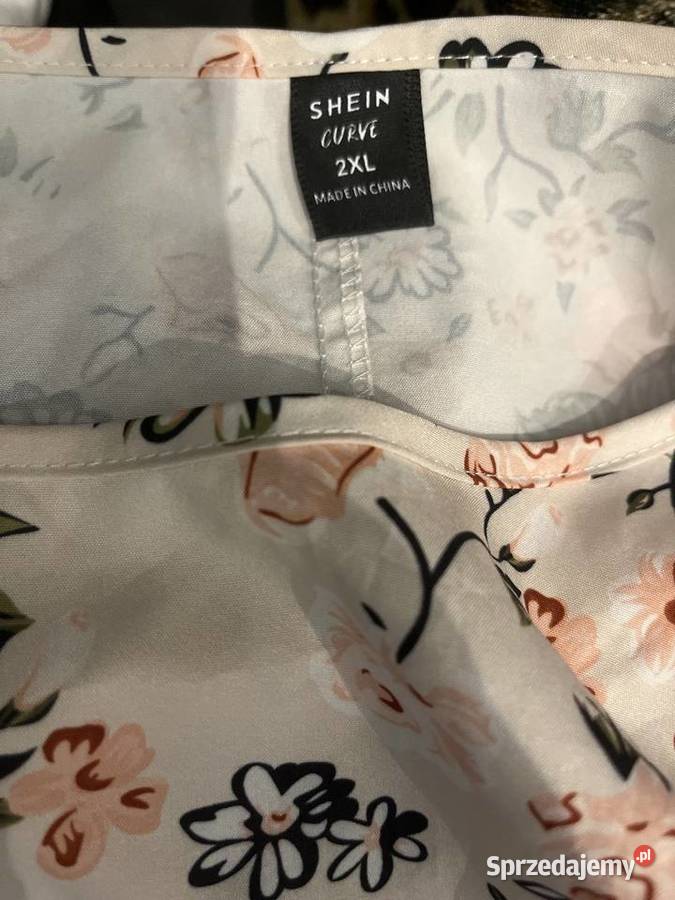 SHEIN
CURVE
2XL
MADE IN CHINA
Sprzedajemy.pl